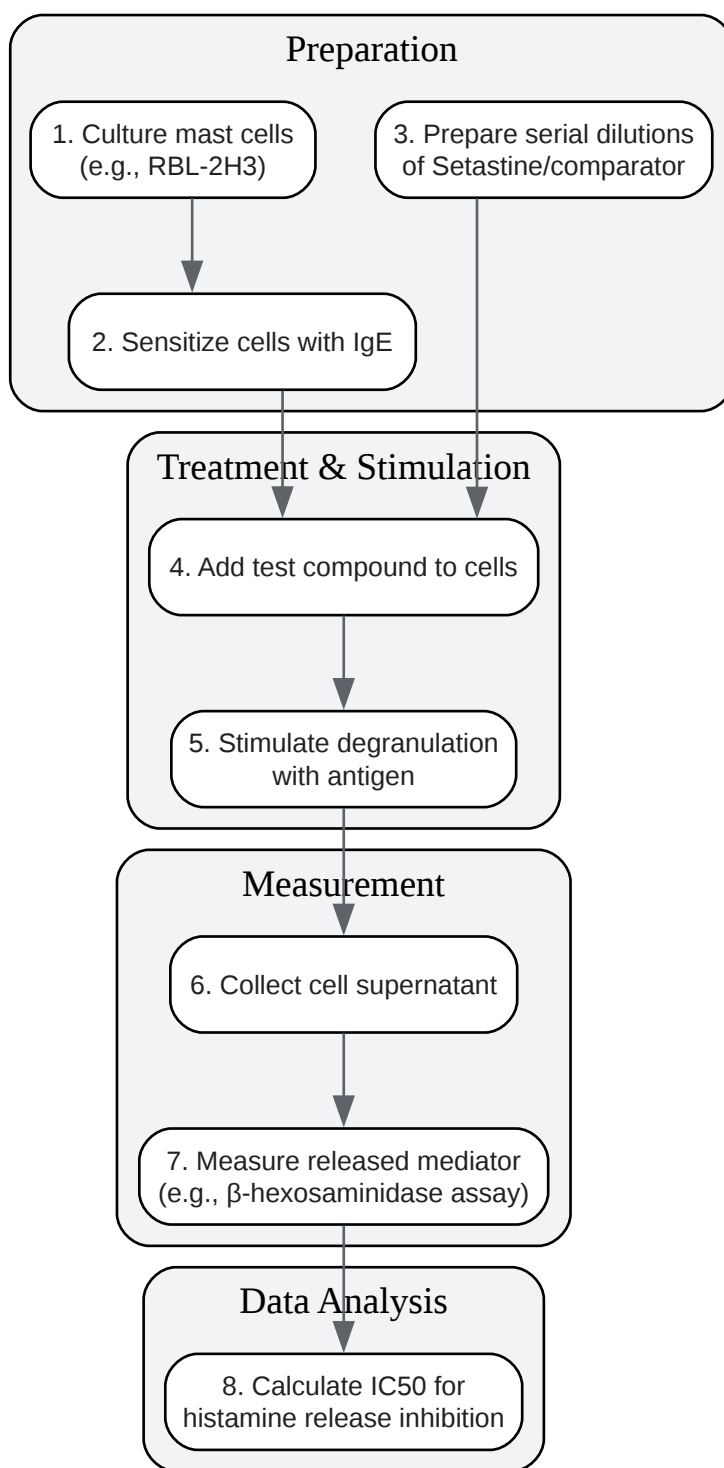 Preparation
1. Culture mast cells
(e.g., RBL-2H3)
3. Prepare serial dilutions
of Setastine/comparator
2. Sensitize cells with IgE
Treatment & Stimulation
4. Add test compound to cells
5. Stimulate degranulation
with antigen
Measurement
6. Collect cell supernatant
7. Measure released mediator
(e.g., β-hexosaminidase assay)
Data Analysis
8. Calculate IC50 for
histamine release inhibition